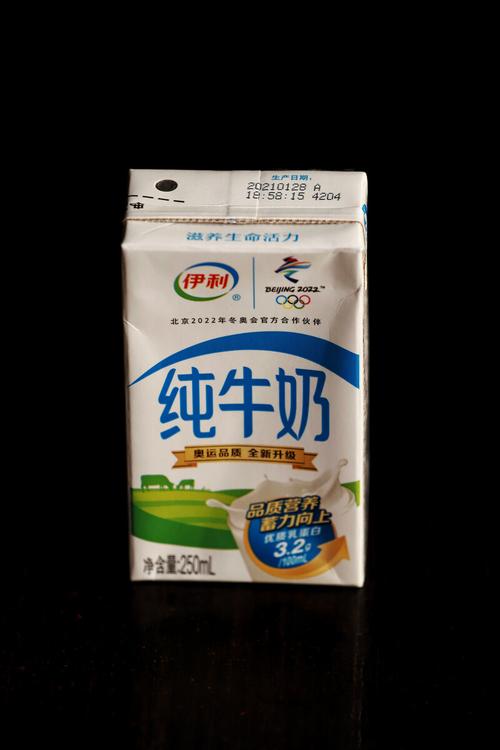 生产日期:
20210128 A
18:58:15 4204
滋养生命活力
伊利®
BEIJING 2022™
北京2022年冬奥会官方合作伙伴
纯牛奶
奥运品质 全新升级
品质营养
蓄力向上
优质乳蛋白
3.2g
/100mL
净含量:250mL